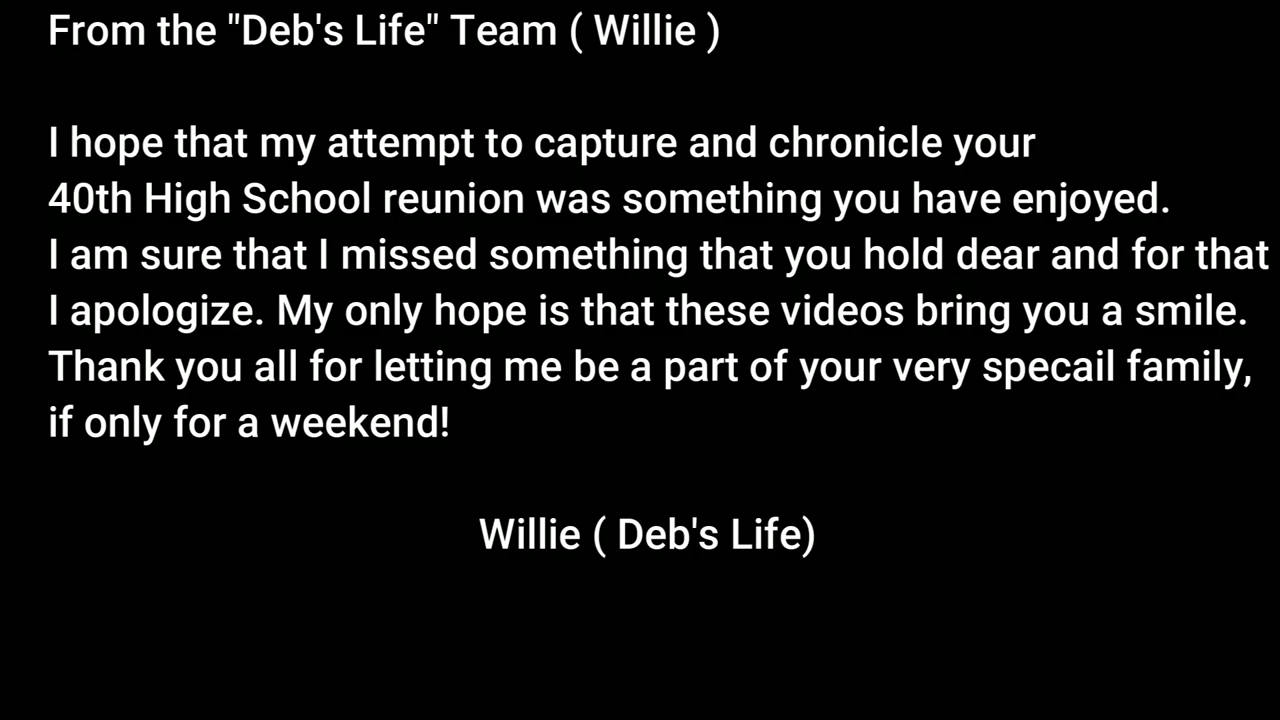 From the "Deb's Life" Team ( Willie )
I hope that my attempt to capture and chronicle your
40th High School reunion was something you have enjoyed.
I am sure that I missed something that you hold dear and for that
I apologize. My only hope is that these videos bring you a smile.
Thank you all for letting me be a part of your very specail family,
if only for a weekend!
Willie ( Deb's Life)